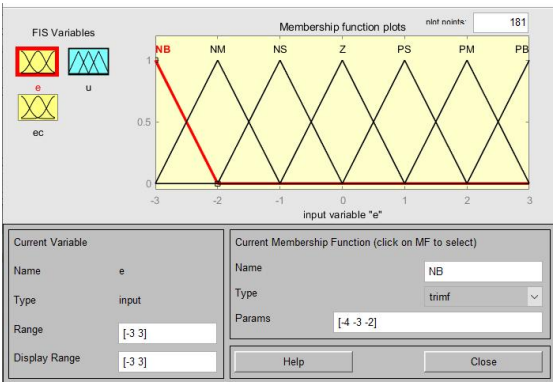 FIS Variables
e
u
ec
Membership function plots
plot points:
181
NB
NM
NS
Z
PS
PM
PB
1
0.5
0
-3
-2
-1
0
1
2
3
input variable "e"
Current Variable
Name
e
Type
input
Range
[-3 3]
Display Range
[-3 3]
Current Membership Function (click on MF to select)
Name
NB
Type
trimf
Params
[-4 -3 -2]
Help
Close